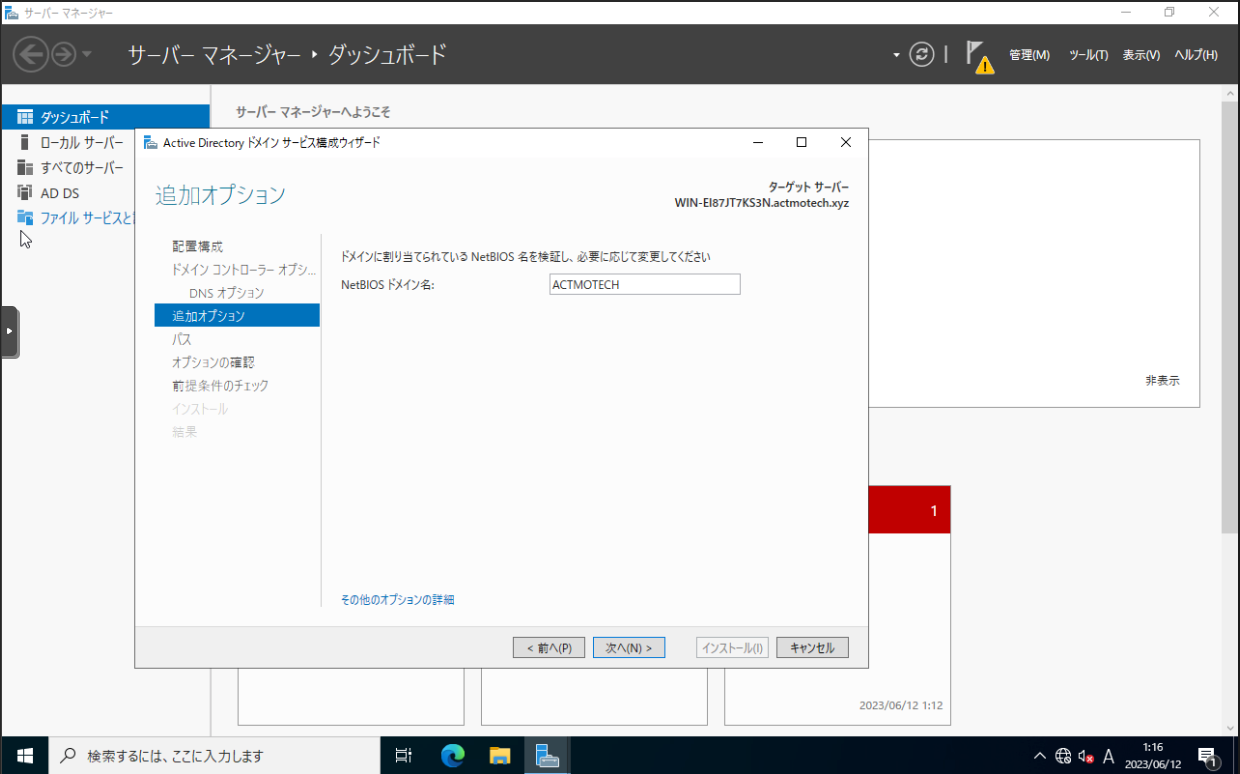 サーバー マネージャー
サーバー マネージャー ‣ ダッシュボード
管理(M) ツール(T) 表示(V) ヘルプ(H)
ダッシュボード
ローカル サーバー
すべてのサーバー
AD DS
ファイル サービスと
サーバー マネージャーへようこそ
非表示
1
2023/06/12 1:12
Active Directory ドメイン サービス構成ウィザード
追加オプション
ターゲット サーバー
WIN-EI87JT7KS3N.actmotech.xyz
配置構成
ドメイン コントローラー オプシ...
DNS オプション
追加オプション
パス
オプションの確認
前提条件のチェック
インストール
結果
ドメインに割り当てられている NetBIOS 名を検証し、必要に応じて変更してください
NetBIOS ドメイン名: ACTMOTECH
その他のオプションの詳細
< 前へ(P) 次へ(N) > インストール(I) キャンセル
検索するには、ここに入力します
A
1:16
2023/06/12
1